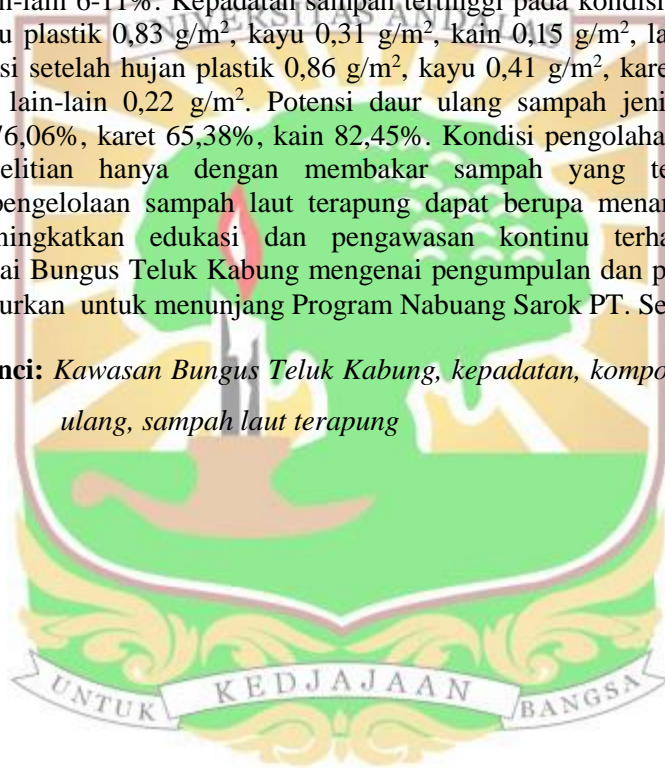 n-lain 6-11%. Kepadatan sampah tertinggi pada kondisi
u plastik 0,83 g/m², kayu 0,31 g/m², kain 0,15 g/m², la
si setelah hujan plastik 0,86 g/m², kayu 0,41 g/m², kare
lain-lain 0,22 g/m². Potensi daur ulang sampah jeni
76,06%, karet 65,38%, kain 82,45%. Kondisi pengolaha
elitian hanya dengan membakar sampah yang te
pengelolaan sampah laut terapung dapat berupa menar
ningkatkan edukasi dan pengawasan kontinu terha
ai Bungus Teluk Kabung mengenai pengumpulan dan p
urkan untuk menunjang Program Nabuang Sarok PT. Se
nci: Kawasan Bungus Teluk Kabung, kepadatan, kompo
ulang, sampah laut terapung
UNIVERSITAS ANDALAS
UNTUK KEDJAJAAN BANGSA